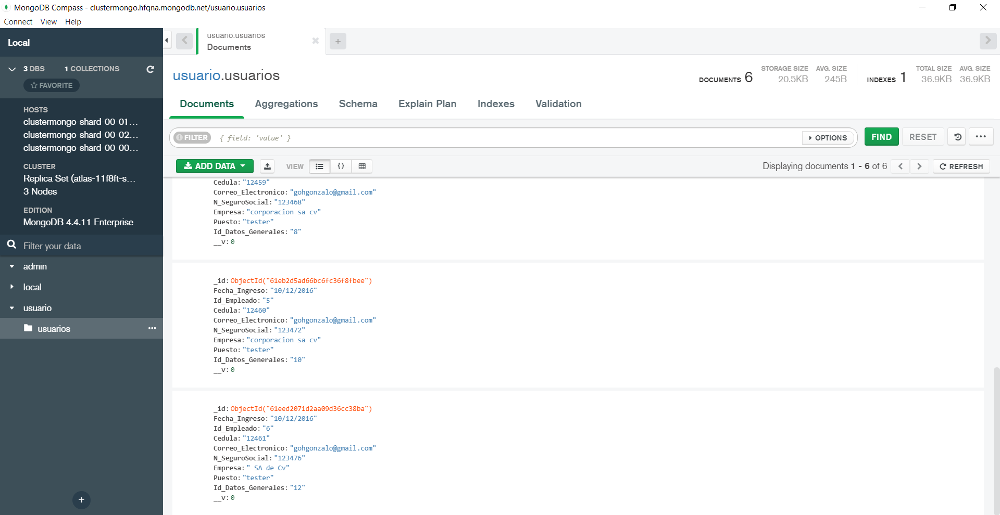 MongoDB Compass - clustermongo.hfqna.mongodb.net/usuario.usuarios
Connect View Help
Local
3 DBS 1 COLLECTIONS
FAVORITE
HOSTS
clustermongo-shard-00-01...
clustermongo-shard-00-02...
clustermongo-shard-00-00...
CLUSTER
Replica Set (atlas-11f8ft-s...
3 Nodes
EDITION
MongoDB 4.4.11 Enterprise
Filter your data
admin
local
usuario
usuarios
usuario.usuarios
Documents
usuario.usuarios
DOCUMENTS 6
STORAGE SIZE
20.5KB
AVG. SIZE
245B
INDEXES 1
TOTAL SIZE
36.9KB
AVG. SIZE
36.9KB
Documents Aggregations Schema Explain Plan Indexes Validation
FILTER { field: 'value' } OPTIONS FIND RESET
ADD DATA VIEW Displaying documents 1 - 6 of 6 REFRESH
Cedula: "12459"
Correo_Electronico: "gohgonzalo@gmail.com"
N_SeguroSocial: "123468"
Empresa: "corporacion sa cv"
Puesto: "tester"
Id_Datos_Generales: "8"
__v: 0
_id: ObjectId("61eb2d5ad66bc6fc36f8fbee")
Fecha_Ingreso: "10/12/2016"
Id_Empleado: "5"
Cedula: "12460"
Correo_Electronico: "gohgonzalo@gmail.com"
N_SeguroSocial: "123472"
Empresa: "corporacion sa cv"
Puesto: "tester"
Id_Datos_Generales: "10"
__v: 0
_id: ObjectId("61eed2071d2aa09d36cc38ba")
Fecha_Ingreso: "10/12/2016"
Id_Empleado: "6"
Cedula: "12461"
Correo_Electronico: "gohgonzalo@gmail.com"
N_SeguroSocial: "123476"
Empresa: " SA de Cv"
Puesto: "tester"
Id_Datos_Generales: "12"
__v: 0